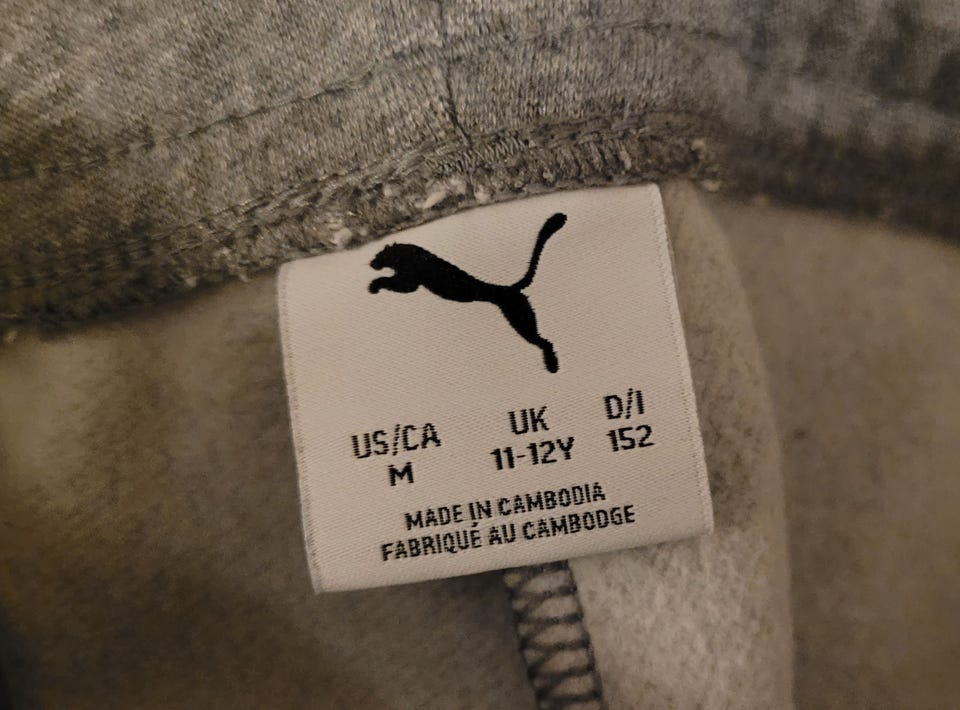 US/CA UK D/I
M 11-12Y 152
MADE IN CAMBODIA
FABRIQUÉ AU CAMBODGE